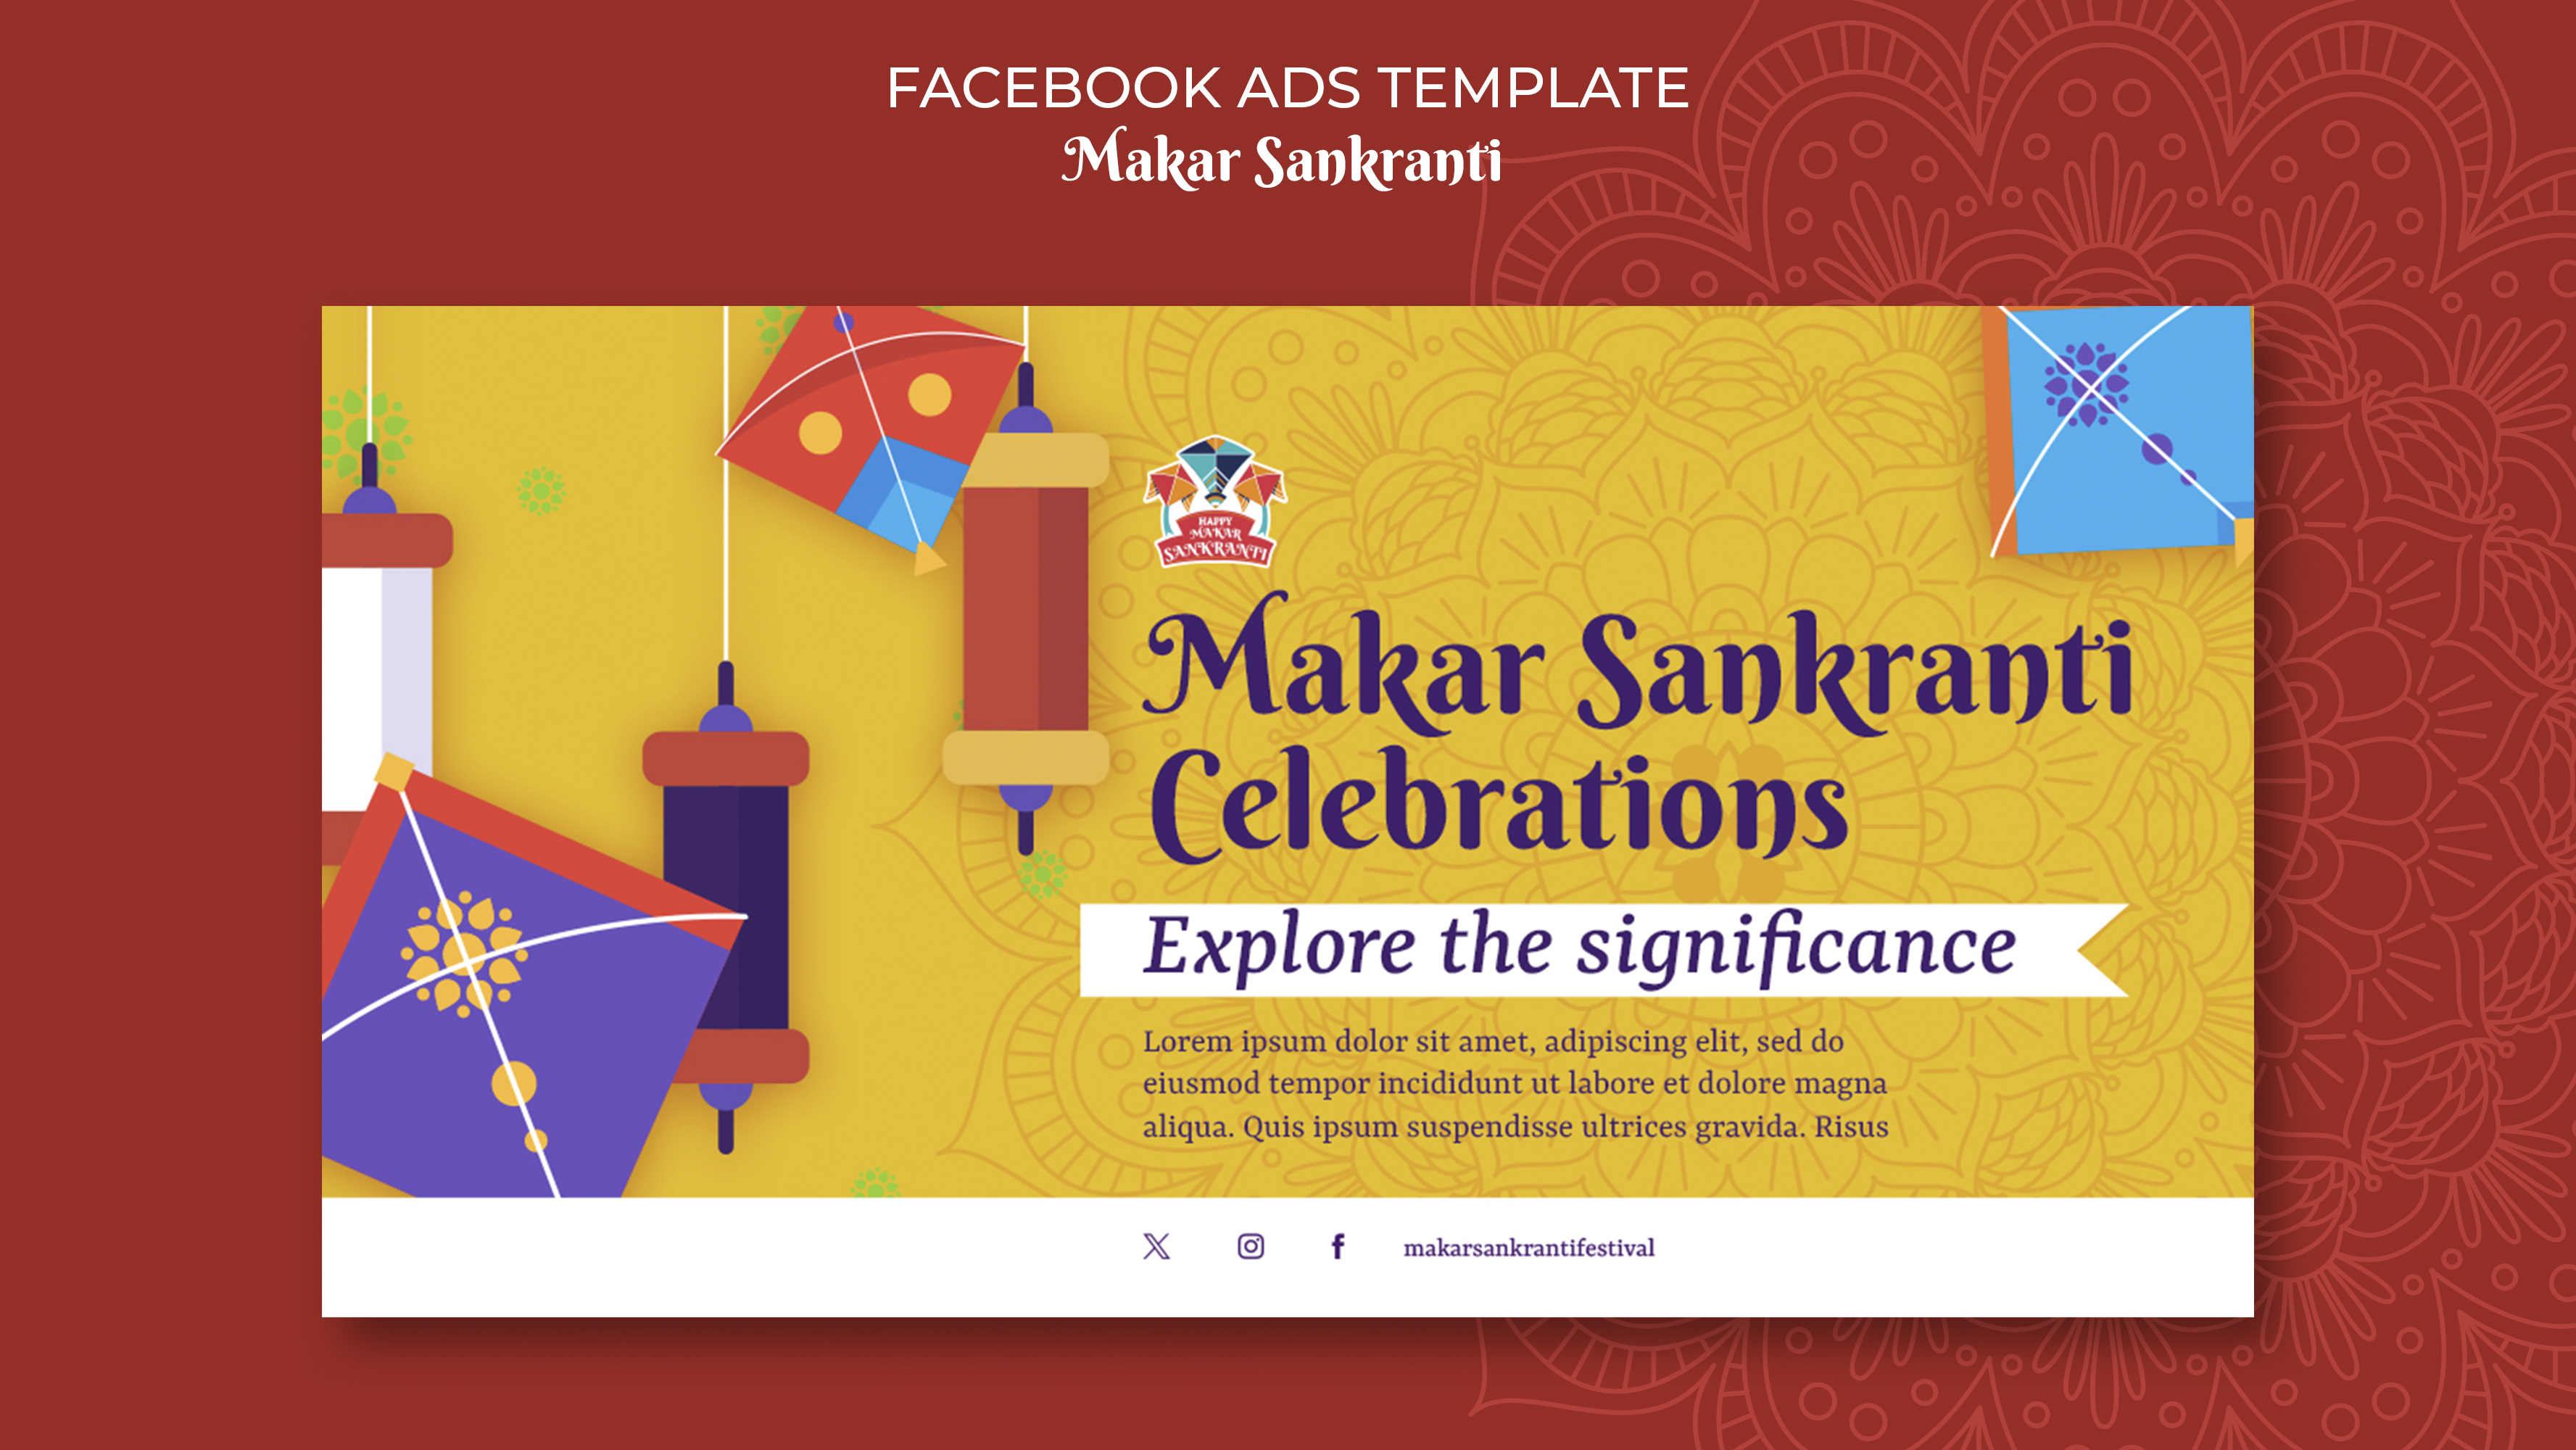 FACEBOOK ADS TEMPLATE
Makar Sankranti
HAPPY
MAKAR
SANKRANTI
Makar Sankranti
Celebrations
Explore the significance
Lorem ipsum dolor sit amet, adipiscing elit, sed do
eiusmod tempor incididunt ut labore et dolore magna
aliqua. Quis ipsum suspendisse ultrices gravida. Risus
makarsankrantifestival